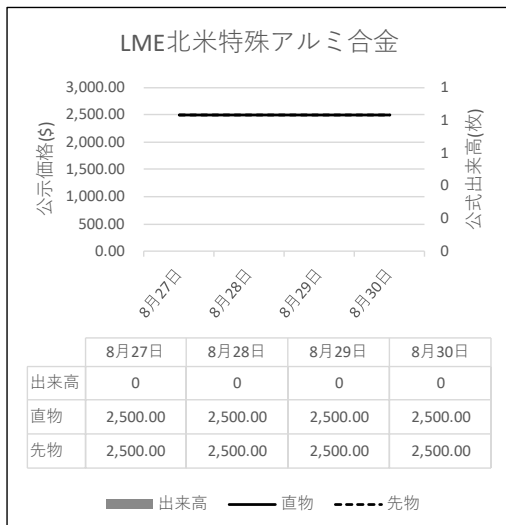 LME北米特殊アルミ合金
公示価格($)
3,000.00
2,500.00
2,000.00
1,500.00
1,000.00
500.00
0.00
1
1
1
0
0
0
公式出来高(枚)
8月27日
8月28日
8月29日
8月30日
8月27日 8月28日 8月29日 8月30日
出来高 0 0 0 0
直物 2,500.00 2,500.00 2,500.00 2,500.00
先物 2,500.00 2,500.00 2,500.00 2,500.00
出来高 直物 先物